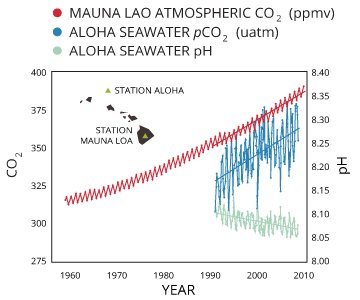 MAUNA LAO ATMOSPHERIC CO2 (ppmv)
ALOHA SEAWATER pCO2 (uatm)
ALOHA SEAWATER pH
400
375
350
325
300
275
CO2
8.40
8.35
8.30
8.25
8.20
8.15
8.10
8.05
8.00
pH
STATION ALOHA
STATION
MAUNA LOA
1960
1970
1980
1990
2000
2010
YEAR